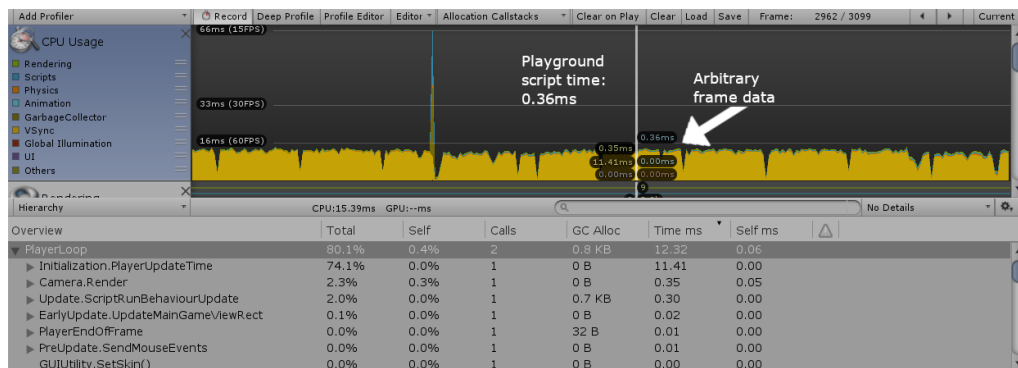 Add Profiler Record Deep Profile Profile Editor Editor Allocation Callstacks Clear on Play Clear Load Save Frame: 2962 / 3099 Current
CPU Usage
Rendering
Scripts
Physics
Animation
GarbageCollector
VSync
Global Illumination
UI
Others
66ms (15FPS)
33ms (30FPS)
16ms (60FPS)
Playground
script time:
0.36ms
Arbitrary
frame data
0.36ms
0.35ms
11.41ms 0.00ms
0.00ms 0.00ms
9
Rendering
Hierarchy CPU:15.39ms GPU:--ms No Details
Overview Total Self Calls GC Alloc Time ms Self ms
PlayerLoop 80.1% 0.4% 2 0.8 KB 12.32 0.06
Initialization.PlayerUpdateTime 74.1% 0.0% 1 0 B 11.41 0.00
Camera.Render 2.3% 0.3% 1 0 B 0.35 0.05
Update.ScriptRunBehaviourUpdate 2.0% 0.0% 1 0.7 KB 0.30 0.00
EarlyUpdate.UpdateMainGameViewRect 0.1% 0.0% 1 0 B 0.02 0.00
PlayerEndOfFrame 0.0% 0.0% 1 32 B 0.01 0.00
PreUpdate.SendMouseEvents 0.0% 0.0% 1 0 B 0.01 0.00
GUIUtility.SetSkin() 0.0% 0.0% 1 0 B 0.00 0.00